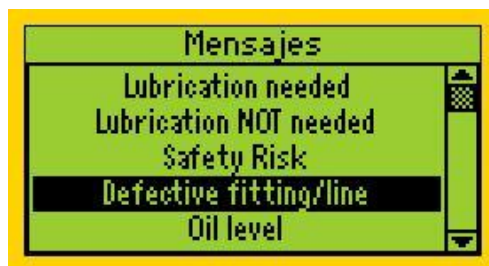 Mensajes
Lubrication needed
Lubrication NOT needed
Safety Risk
Defective fitting/line
Oil level